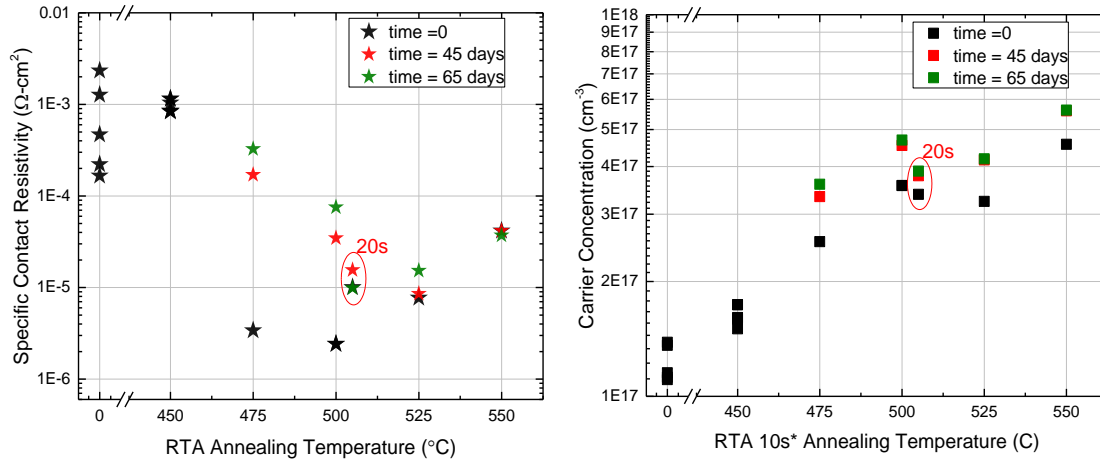 0.01
1E-3
1E-4
1E-5
1E-6
Specific Contact Resistivity (Ω-cm²)
time =0
time = 45 days
time = 65 days
20s
0 450 475 500 525 550
RTA Annealing Temperature (°C)
1E18
9E17
8E17
7E17
6E17
5E17
4E17
3E17
2E17
1E17
Carrier Concentration (cm⁻³)
time =0
time = 45 days
time = 65 days
20s
0 450 475 500 525 550
RTA 10s* Annealing Temperature (C)